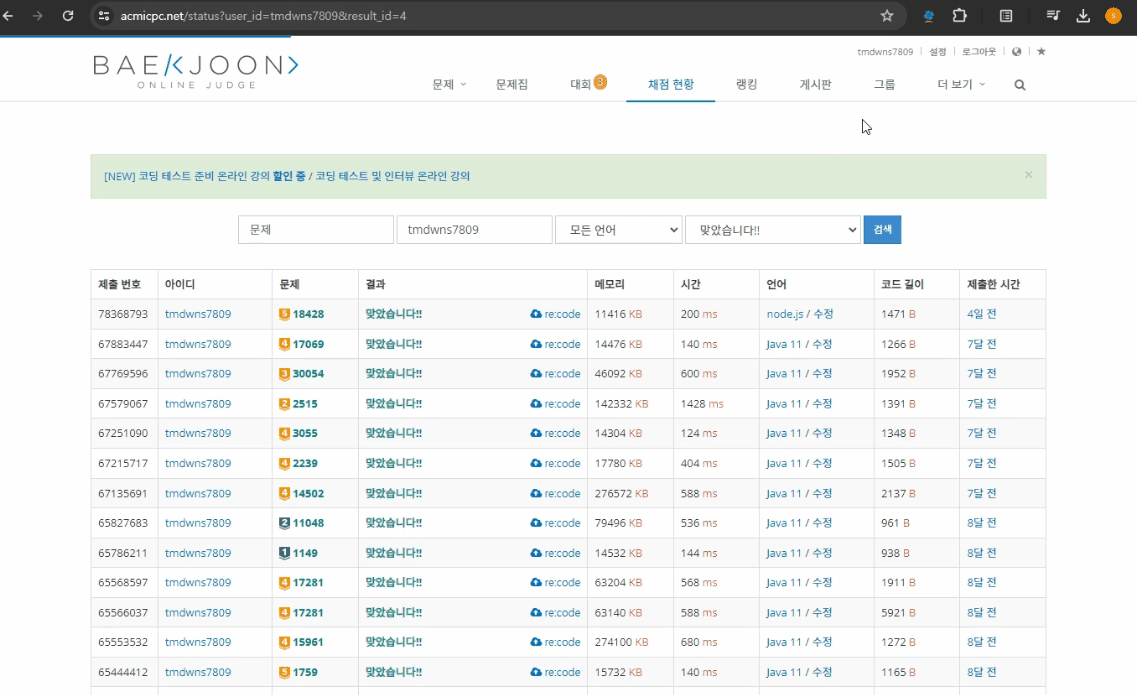 acmicpc.net/status?user_id=tmdwns7809&result_id=4
tmdwns7809 | 설정 | 로그아웃
BAEKJOON>
ONLINE JUDGE
문제 문제집 대회 3 채점 현황 랭킹 게시판 그룹 더 보기
[NEW] 코딩 테스트 준비 온라인 강의 할인 중 / 코딩 테스트 및 인터뷰 온라인 강의 ×
문제 tmdwns7809 모든 언어 맞았습니다!! 검색
제출 번호 아이디 문제 결과 메모리 시간 언어 코드 길이 제출한 시간
78368793 tmdwns7809 5 18428 맞았습니다!! re:code 11416 KB 200 ms node.js / 수정 1471 B 4일 전
67883447 tmdwns7809 4 17069 맞았습니다!! re:code 14476 KB 140 ms Java 11 / 수정 1266 B 7달 전
67769596 tmdwns7809 3 30054 맞았습니다!! re:code 46092 KB 600 ms Java 11 / 수정 1952 B 7달 전
67579067 tmdwns7809 2 2515 맞았습니다!! re:code 142332 KB 1428 ms Java 11 / 수정 1391 B 7달 전
67251090 tmdwns7809 4 3055 맞았습니다!! re:code 14304 KB 124 ms Java 11 / 수정 1348 B 7달 전
67215717 tmdwns7809 4 2239 맞았습니다!! re:code 17780 KB 404 ms Java 11 / 수정 1505 B 7달 전
67135691 tmdwns7809 4 14502 맞았습니다!! re:code 276572 KB 588 ms Java 11 / 수정 2137 B 7달 전
65827683 tmdwns7809 2 11048 맞았습니다!! re:code 79496 KB 536 ms Java 11 / 수정 961 B 8달 전
65786211 tmdwns7809 1 1149 맞았습니다!! re:code 14532 KB 144 ms Java 11 / 수정 938 B 8달 전
65568597 tmdwns7809 4 17281 맞았습니다!! re:code 63204 KB 568 ms Java 11 / 수정 1911 B 8달 전
65566037 tmdwns7809 4 17281 맞았습니다!! re:code 63140 KB 588 ms Java 11 / 수정 5921 B 8달 전
65553532 tmdwns7809 4 15961 맞았습니다!! re:code 274100 KB 680 ms Java 11 / 수정 1272 B 8달 전
65444412 tmdwns7809 5 1759 맞았습니다!! re:code 15732 KB 140 ms Java 11 / 수정 1165 B 8달 전